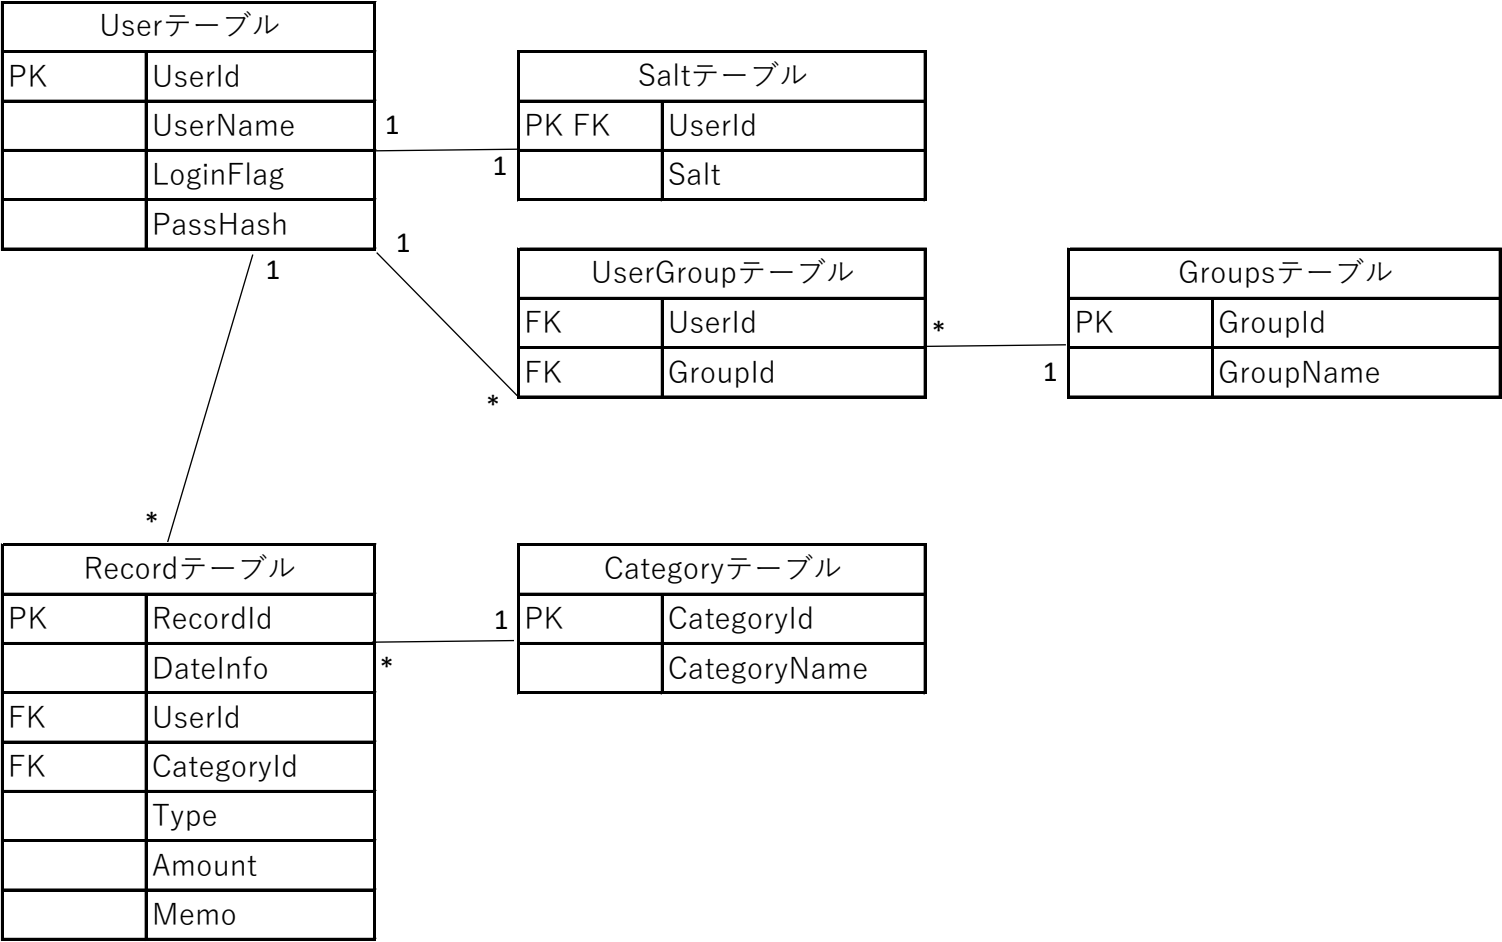 Userテーブル
PK UserId
UserName
LoginFlag
PassHash
1
1
Saltテーブル
PK FK UserId
Salt
1
*
UserGroupテーブル
FK UserId
FK GroupId
*
1
Groupsテーブル
PK GroupId
GroupName
1
*
Recordテーブル
PK RecordId
DateInfo
FK UserId
FK CategoryId
Type
Amount
Memo
*
1
Categoryテーブル
PK CategoryId
CategoryName